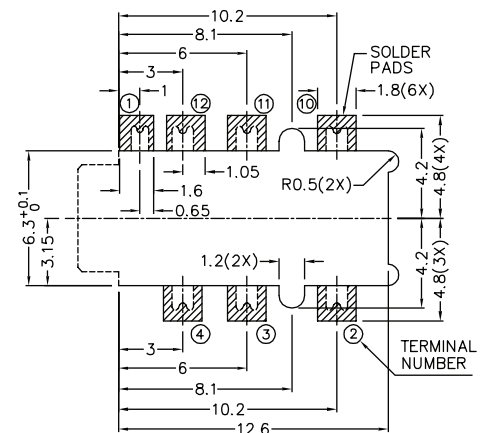 10.2
8.1
6
3
1
SOLDER
PADS
1.8(6X)
① ⑫ ⑪ ⑩
1.05
1.6
0.65
R0.5(2X)
4.2
4.8(4X)
6.3 +0.1 0
3.15
1.2(2X)
4.2
4.8(3X)
④ ③ ②
3
6
8.1
10.2
12.6
TERMINAL
NUMBER